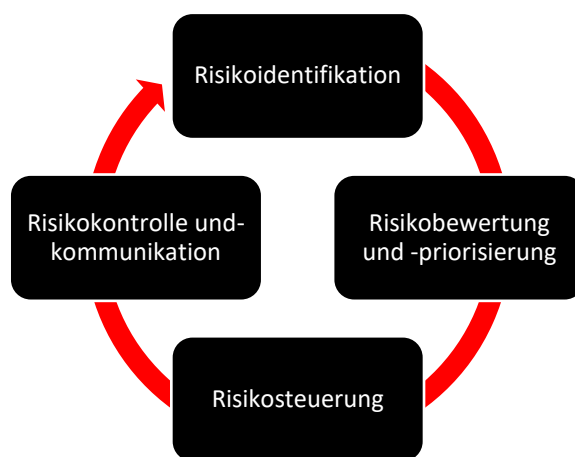 Risikoidentifikation
Risikobewertung
und -priorisierung
Risikosteuerung
Risikokontrolle und-
kommunikation